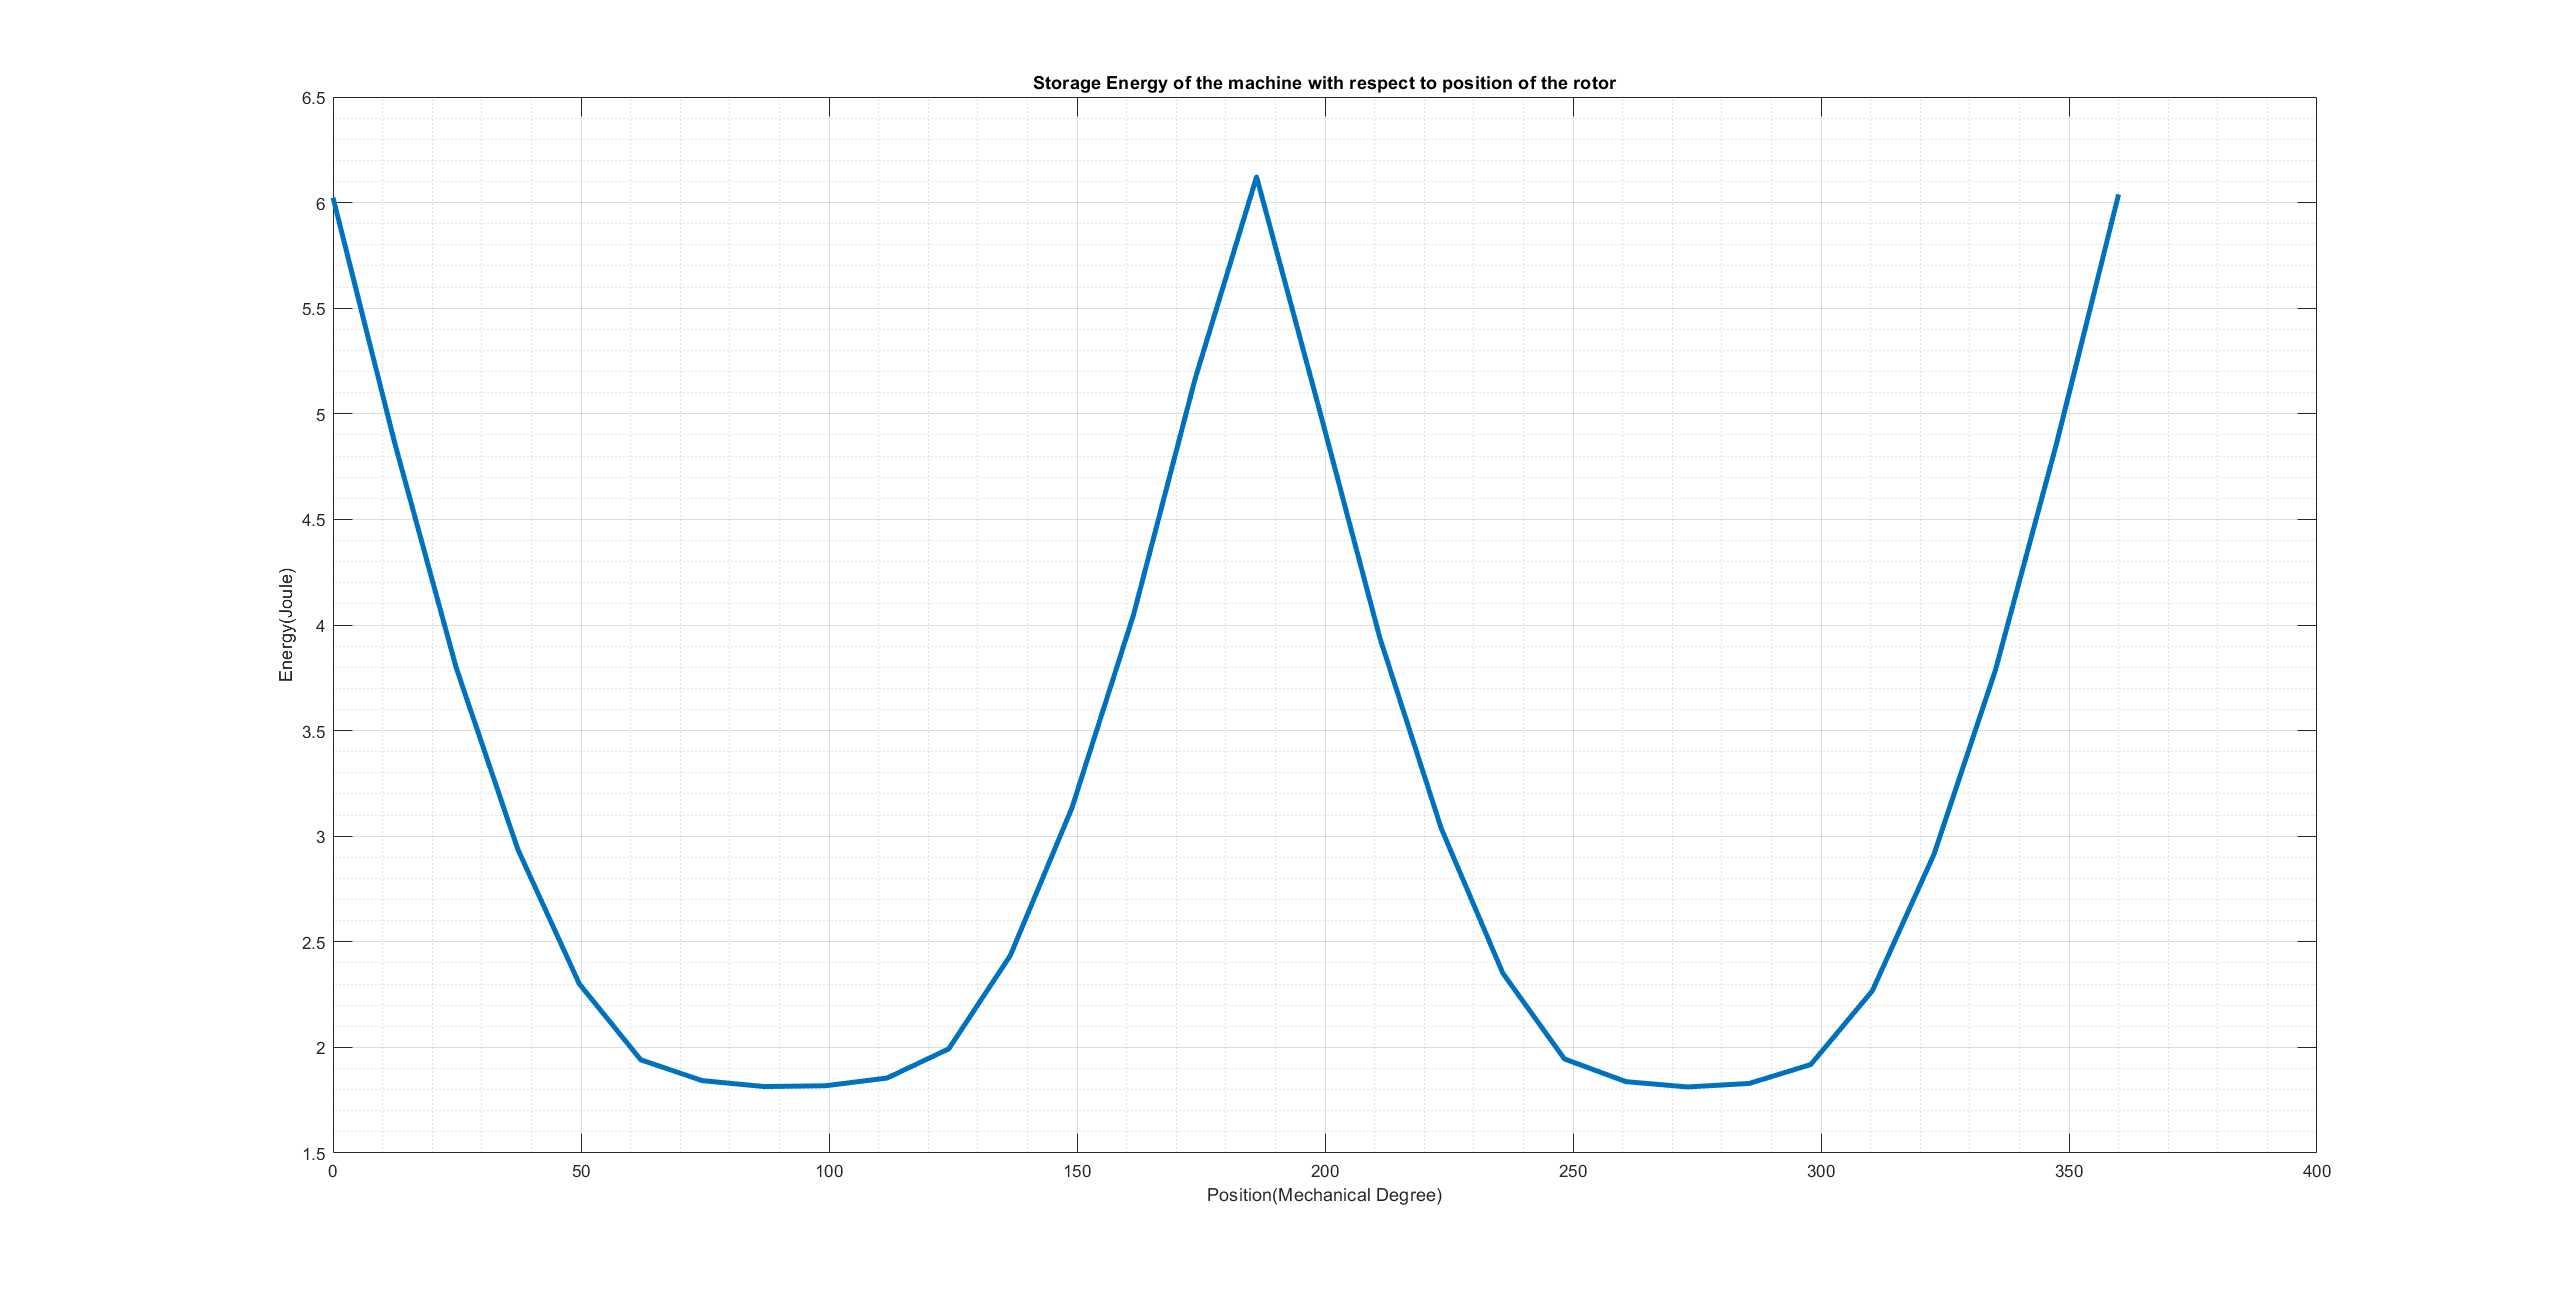 Storage Energy of the machine with respect to position of the rotor
6.5
6
5.5
5
4.5
4
3.5
3
2.5
2
1.5
Energy(Joule)
0 50 100 150 200 250 300 350 400
Position(Mechanical Degree)